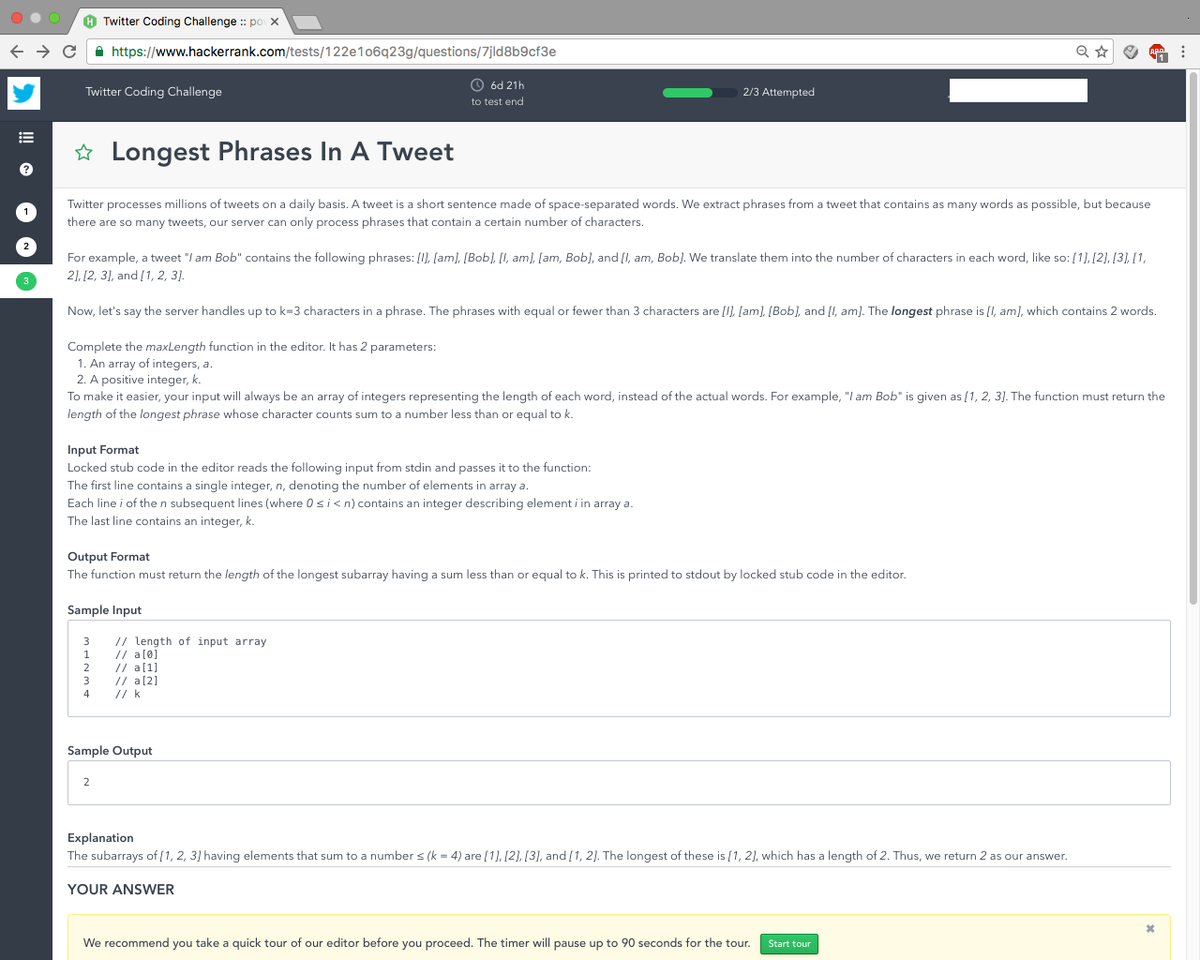 Twitter Coding Challenge :: po
https://www.hackerrank.com/tests/122e1o6q23g/questions/7jld8b9cf3e
ABP
1
Twitter Coding Challenge
6d 21h
to test end
2/3 Attempted
?
1
2
3
Longest Phrases In A Tweet
Twitter processes millions of tweets on a daily basis. A tweet is a short sentence made of space-separated words. We extract phrases from a tweet that contains as many words as possible, but because
there are so many tweets, our server can only process phrases that contain a certain number of characters.
For example, a tweet "I am Bob" contains the following phrases: [I], [am], [Bob], [I, am], [am, Bob], and [I, am, Bob]. We translate them into the number of characters in each word, like so: [1], [2], [3], [1,
2], [2, 3], and [1, 2, 3].
Now, let's say the server handles up to k=3 characters in a phrase. The phrases with equal or fewer than 3 characters are [I], [am], [Bob], and [I, am]. The longest phrase is [I, am], which contains 2 words.
Complete the maxLength function in the editor. It has 2 parameters:
1. An array of integers, a.
2. A positive integer, k.
To make it easier, your input will always be an array of integers representing the length of each word, instead of the actual words. For example, "I am Bob" is given as [1, 2, 3]. The function must return the
length of the longest phrase whose character counts sum to a number less than or equal to k.
Input Format
Locked stub code in the editor reads the following input from stdin and passes it to the function:
The first line contains a single integer, n, denoting the number of elements in array a.
Each line i of the n subsequent lines (where 0 ≤ i < n) contains an integer describing element i in array a.
The last line contains an integer, k.
Output Format
The function must return the length of the longest subarray having a sum less than or equal to k. This is printed to stdout by locked stub code in the editor.
Sample Input
3 // length of input array
1 // a[0]
2 // a[1]
3 // a[2]
4 // k
Sample Output
2
Explanation
The subarrays of [1, 2, 3] having elements that sum to a number ≤ (k = 4) are [1], [2], [3], and [1, 2]. The longest of these is [1, 2], which has a length of 2. Thus, we return 2 as our answer.
YOUR ANSWER
We recommend you take a quick tour of our editor before you proceed. The timer will pause up to 90 seconds for the tour.
Start tour